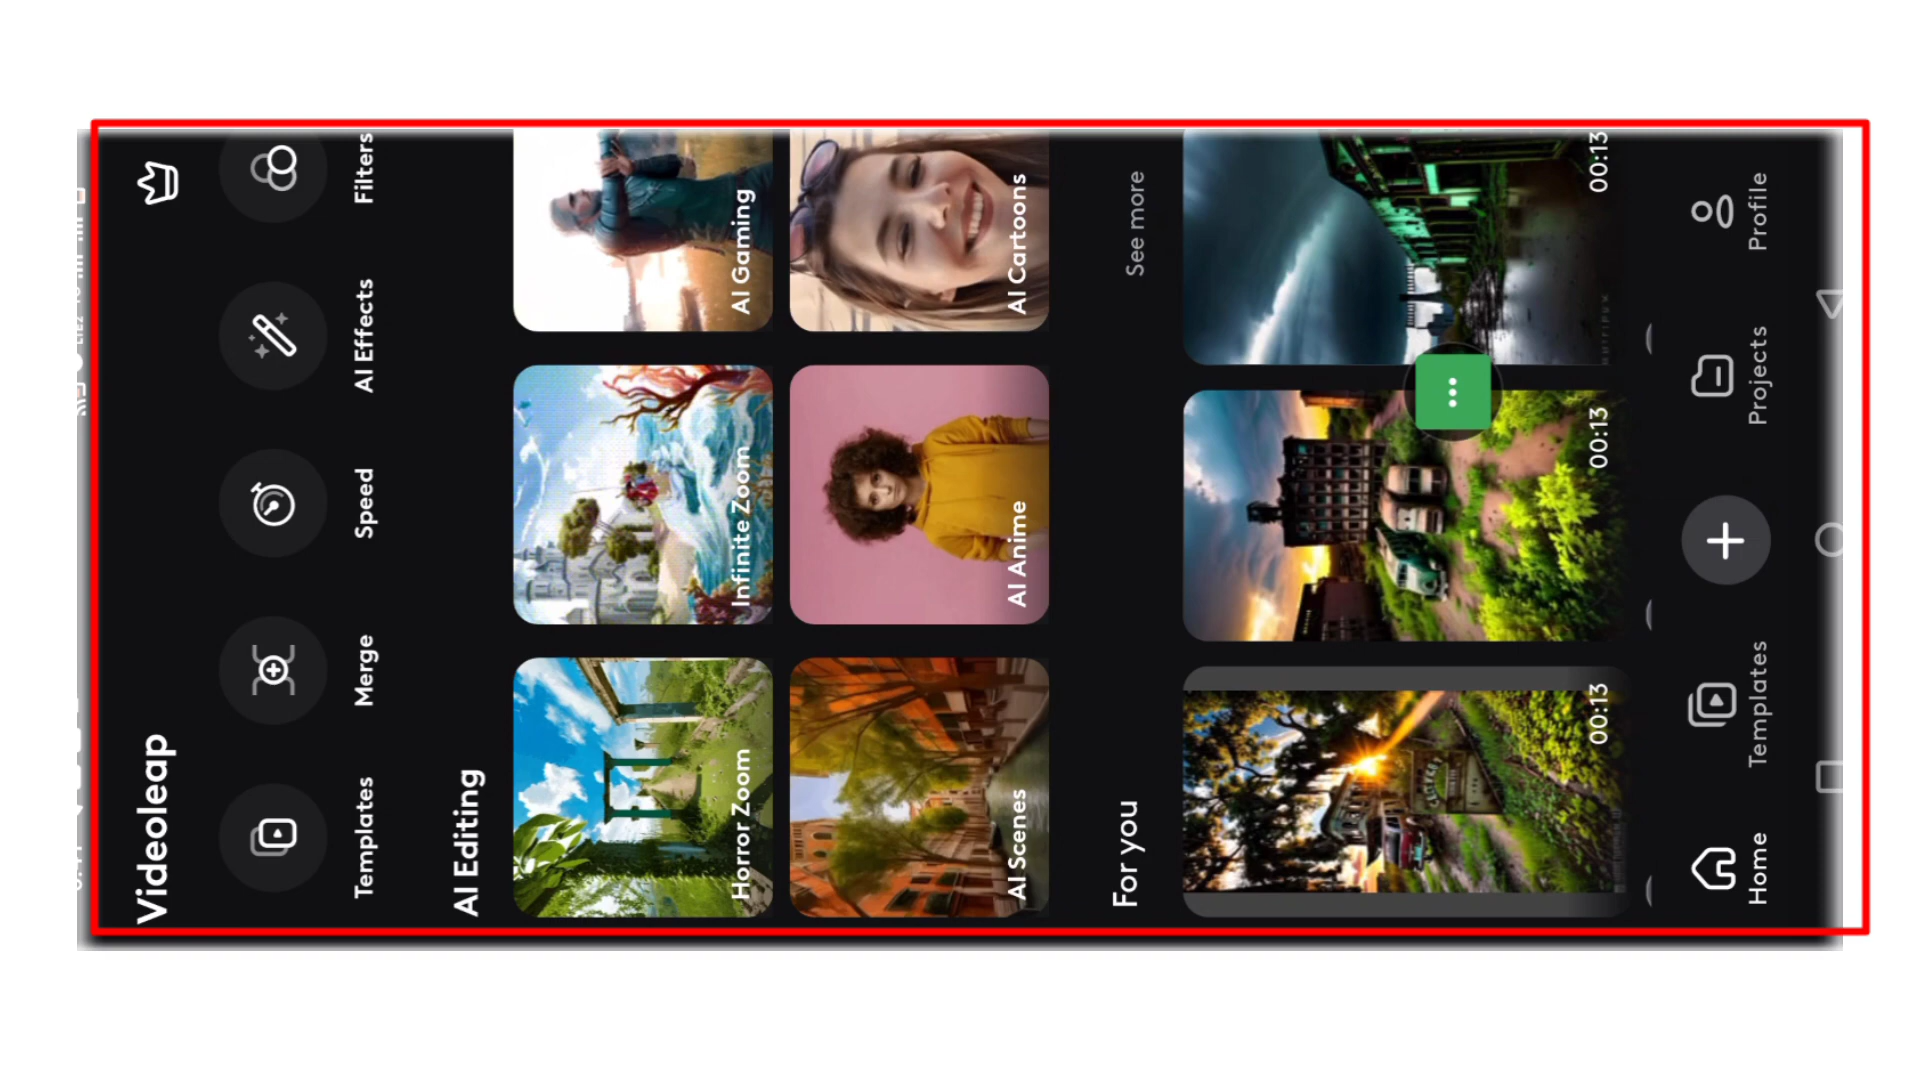 Videoleap
Templates
Merge
Speed
AI Effects
Filters
AI Editing
Horror Zoom
Infinite Zoom
AI Gaming
AI Scenes
AI Anime
AI Cartoons
For you
See more
00:13
00:13
00:13
Home
Templates
Projects
Profile